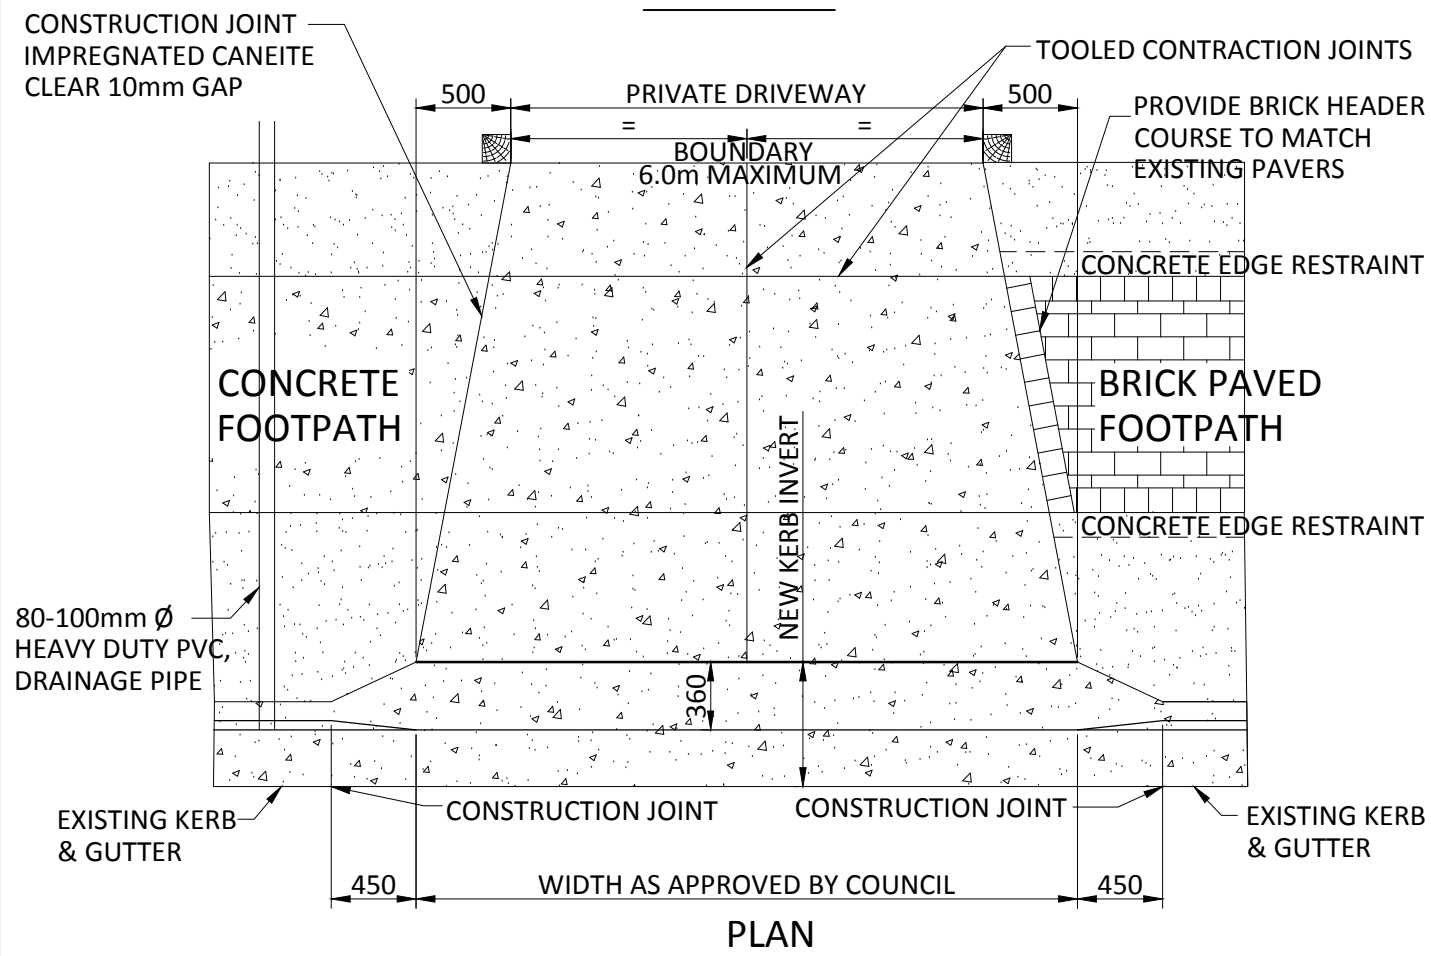 CONSTRUCTION JOINT
IMPREGNATED CANEITE
CLEAR 10mm GAP
TOOLED CONTRACTION JOINTS
500
PRIVATE DRIVEWAY
500
=
=
BOUNDARY
6.0m MAXIMUM
PROVIDE BRICK HEADER
COURSE TO MATCH
EXISTING PAVERS
CONCRETE EDGE RESTRAINT
CONCRETE
FOOTPATH
BRICK PAVED
FOOTPATH
NEW KERB INVERT
CONCRETE EDGE RESTRAINT
80-100mm Ø
HEAVY DUTY PVC,
DRAINAGE PIPE
360
EXISTING KERB
& GUTTER
CONSTRUCTION JOINT
CONSTRUCTION JOINT
EXISTING KERB
& GUTTER
450
WIDTH AS APPROVED BY COUNCIL
450
PLAN